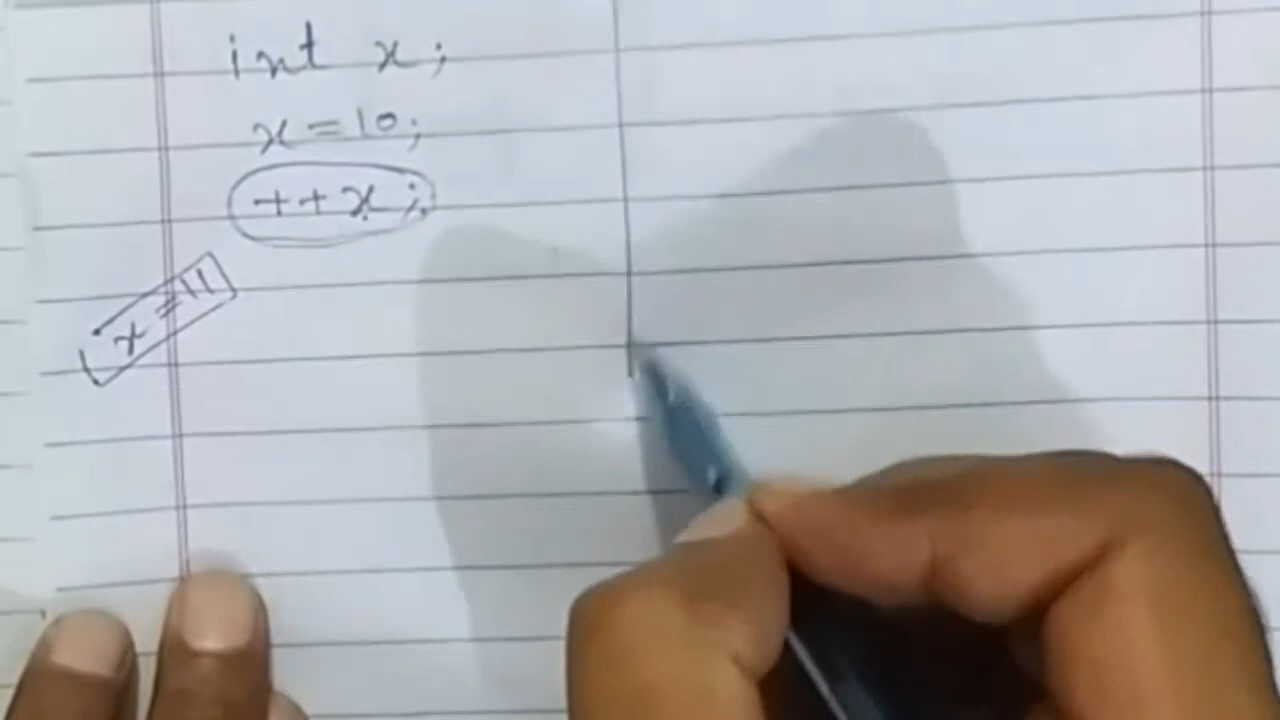 int x;
x=10;
++x;
x=11